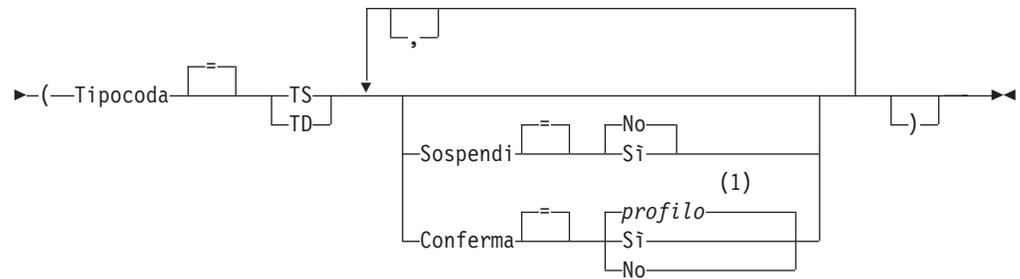 ,
=
( Tipocoda TS
TD )
= No
Sospendi Sì
(1)
= profilo
Conferma Sì
No